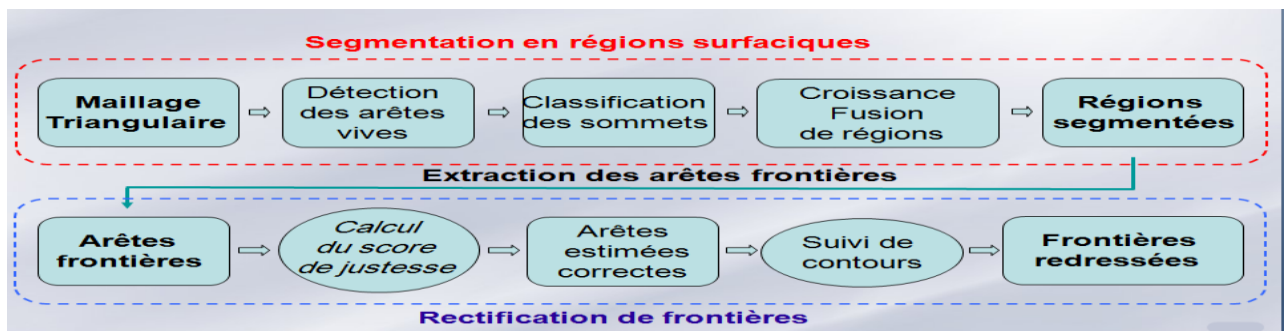 Segmentation en régions surfaciques
Maillage
Triangulaire
Détection
des arêtes
vives
Classification
des sommets
Croissance
Fusion
de régions
Régions
segmentées
Extraction des arêtes frontières
Arêtes
frontières
Calcul
du score
de justesse
Arêtes
estimées
correctes
Suivi de
contours
Frontières
redressées
Rectification de frontières